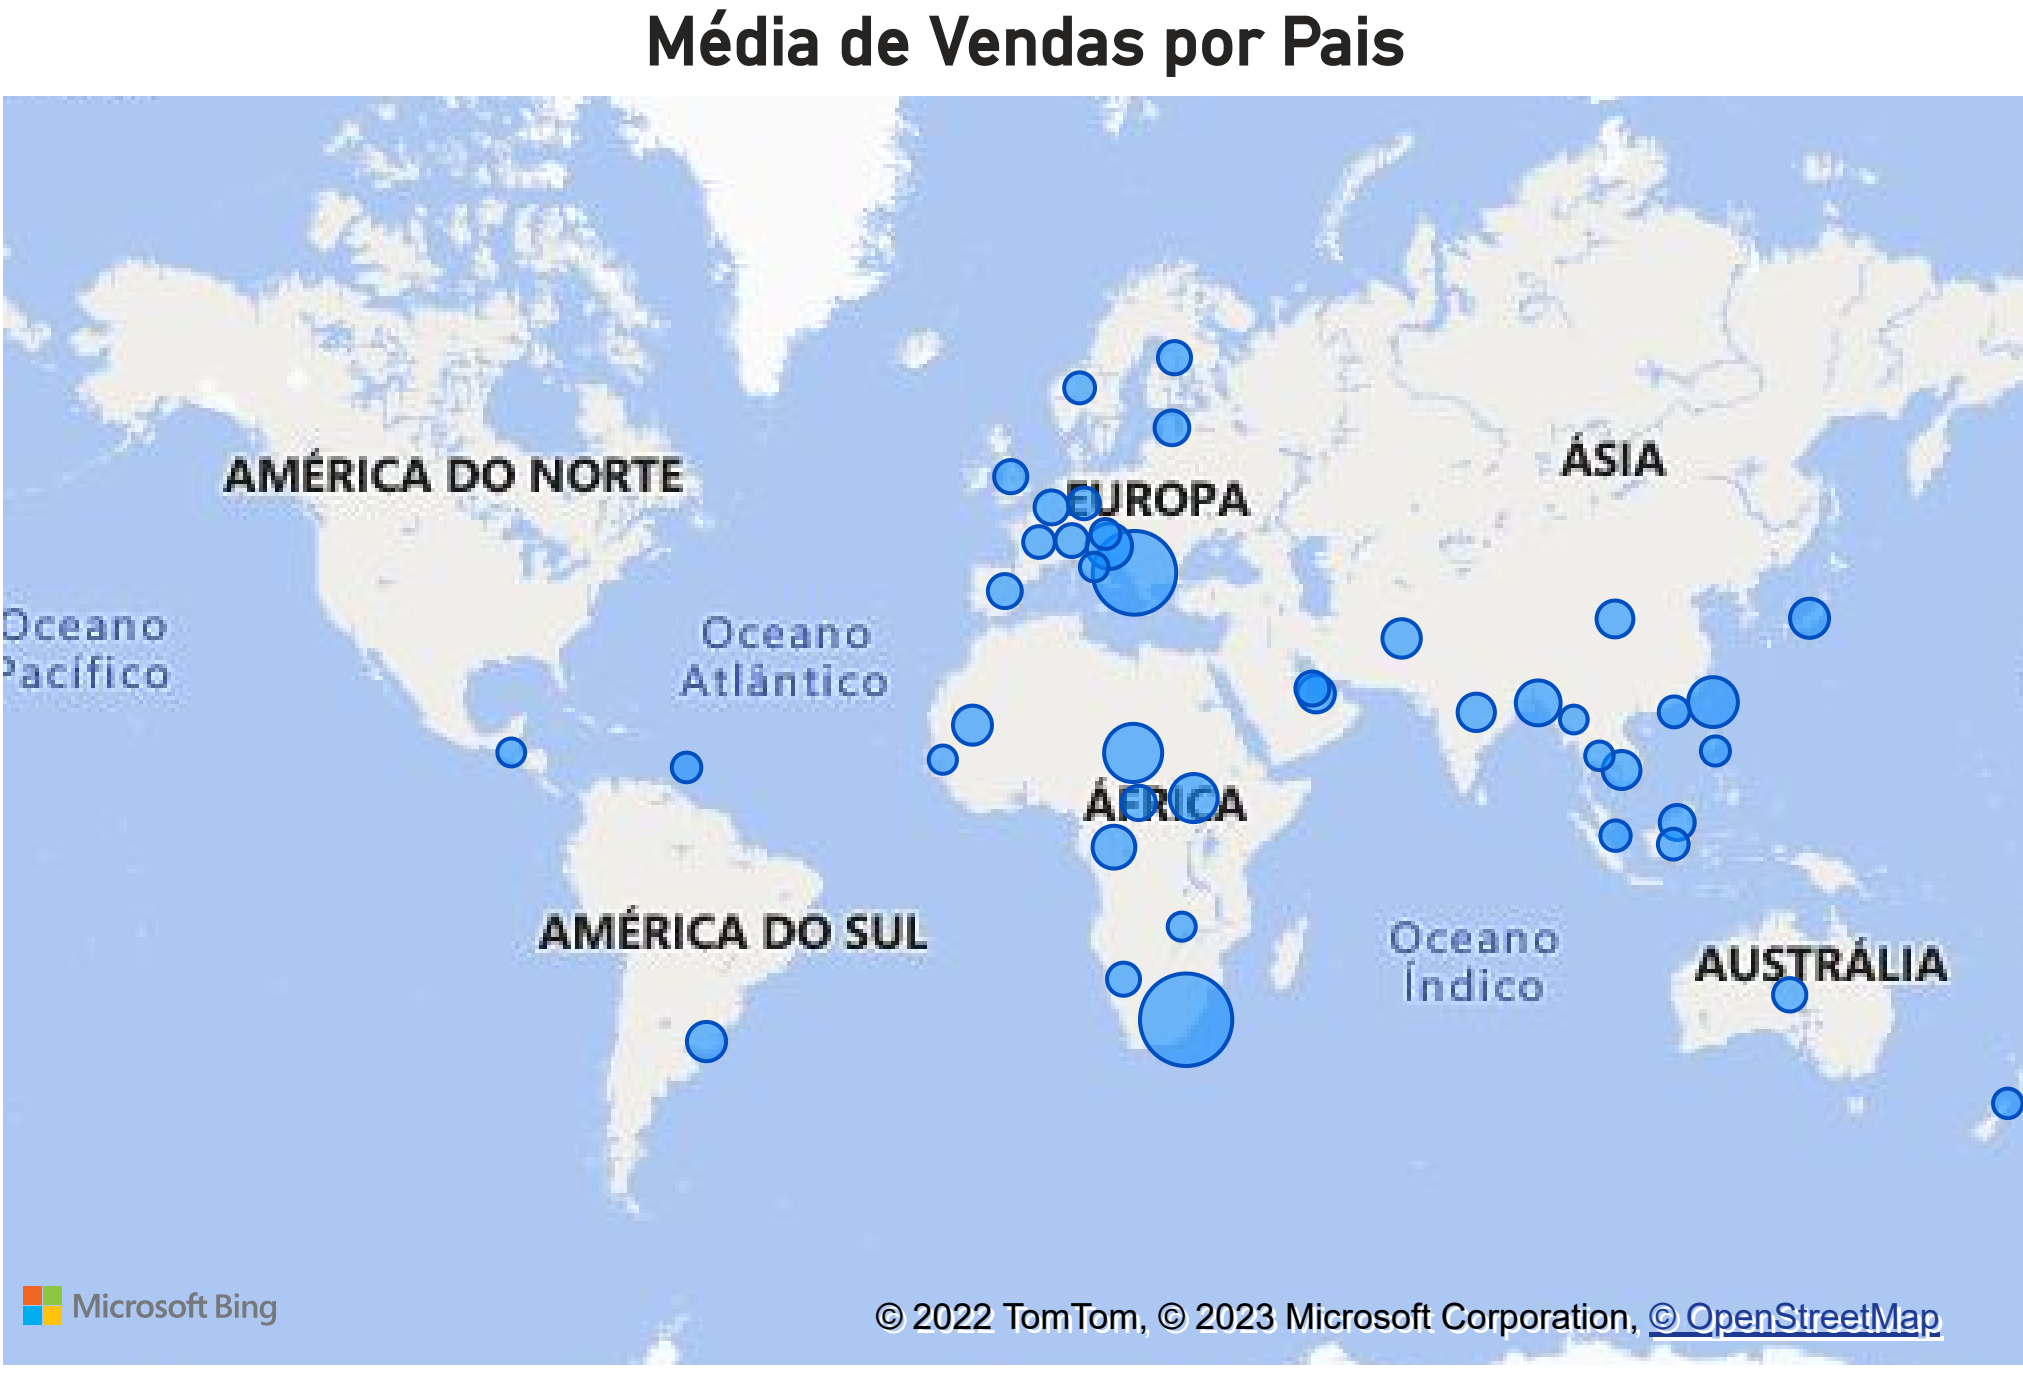 Média de Vendas por Pais
AMÉRICA DO NORTE
EUROPA
ÁSIA
Oceano
Pacífico
Oceano
Atlântico
ÁFRICA
AMÉRICA DO SUL
Oceano
Índico
AUSTRÁLIA
Microsoft Bing
© 2022 TomTom, © 2023 Microsoft Corporation, © OpenStreetMap